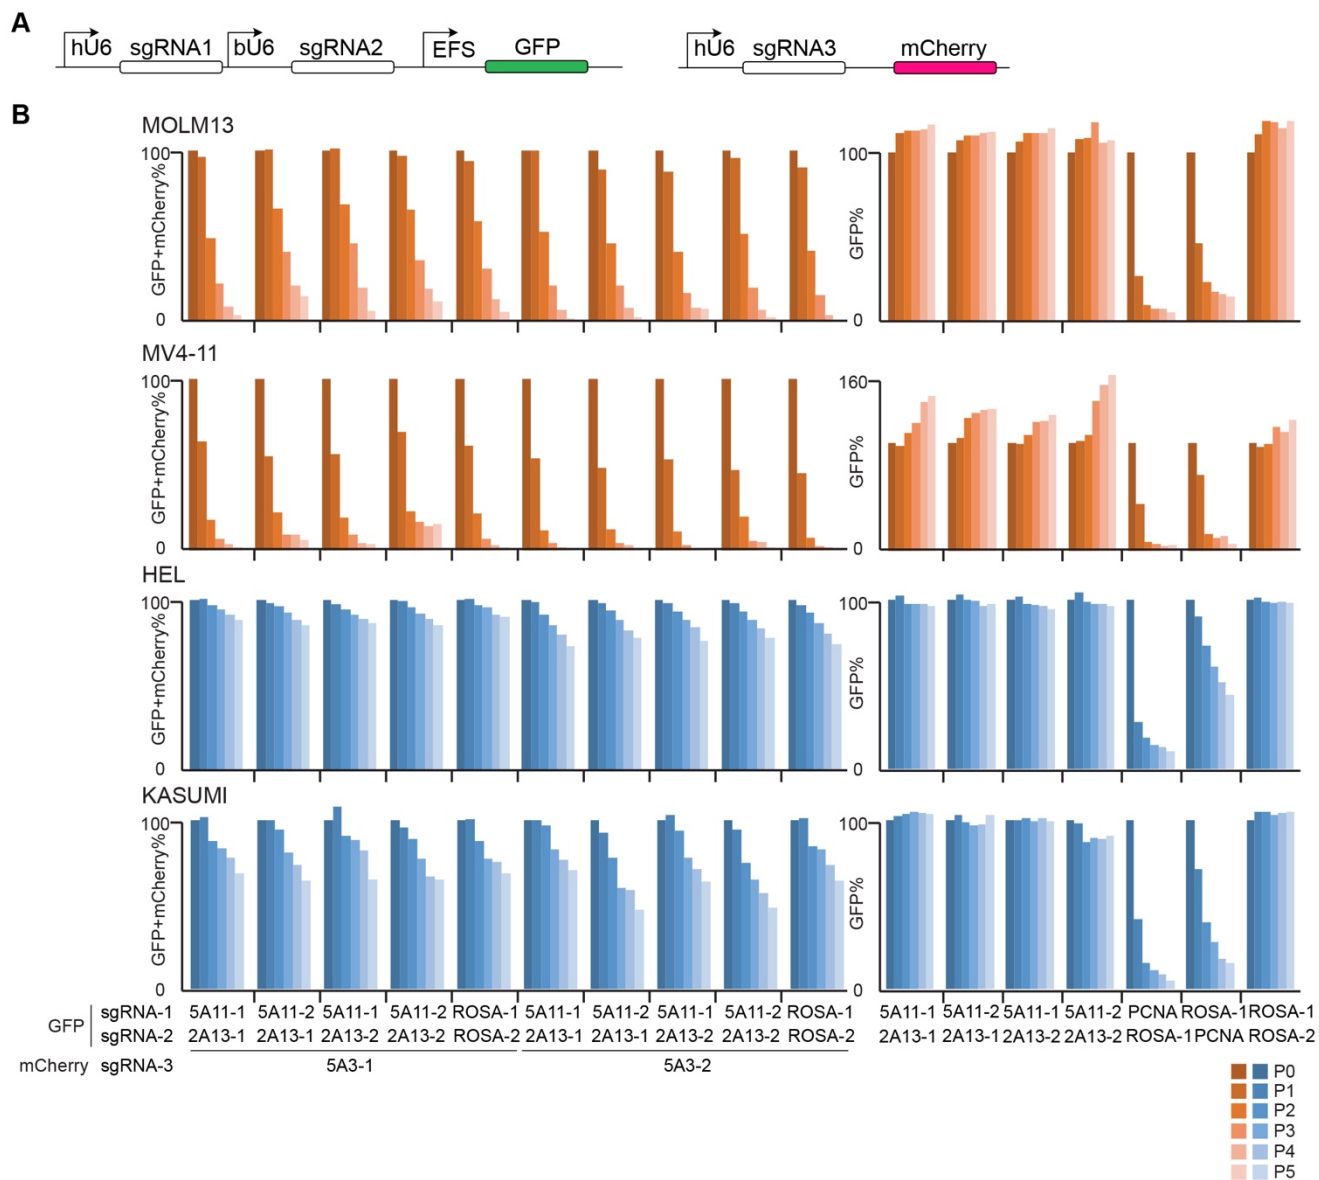 A
hU6 sgRNA1 bU6 sgRNA2 EFS GFP hU6 sgRNA3 mCherry
B
MOLM13
GFP+mCherry%
100
0
GFP%
100
0
MV4-11
GFP+mCherry%
100
0
GFP%
160
0
HEL
GFP+mCherry%
100
0
GFP%
100
0
KASUMI
GFP+mCherry%
100
0
GFP%
100
0
GFP
sgRNA-1 5A11-1 5A11-2 5A11-1 5A11-2 ROSA-1 5A11-1 5A11-2 5A11-1 5A11-2 ROSA-1 5A11-1 5A11-2 5A11-1 5A11-2 PCNA ROSA-1 ROSA-1
sgRNA-2 2A13-1 2A13-1 2A13-2 2A13-2 ROSA-2 2A13-1 2A13-1 2A13-2 2A13-2 ROSA-2 2A13-1 2A13-1 2A13-2 2A13-2 ROSA-1 PCNA ROSA-2
mCherry sgRNA-3 5A3-1 5A3-2
P0
P1
P2
P3
P4
P5